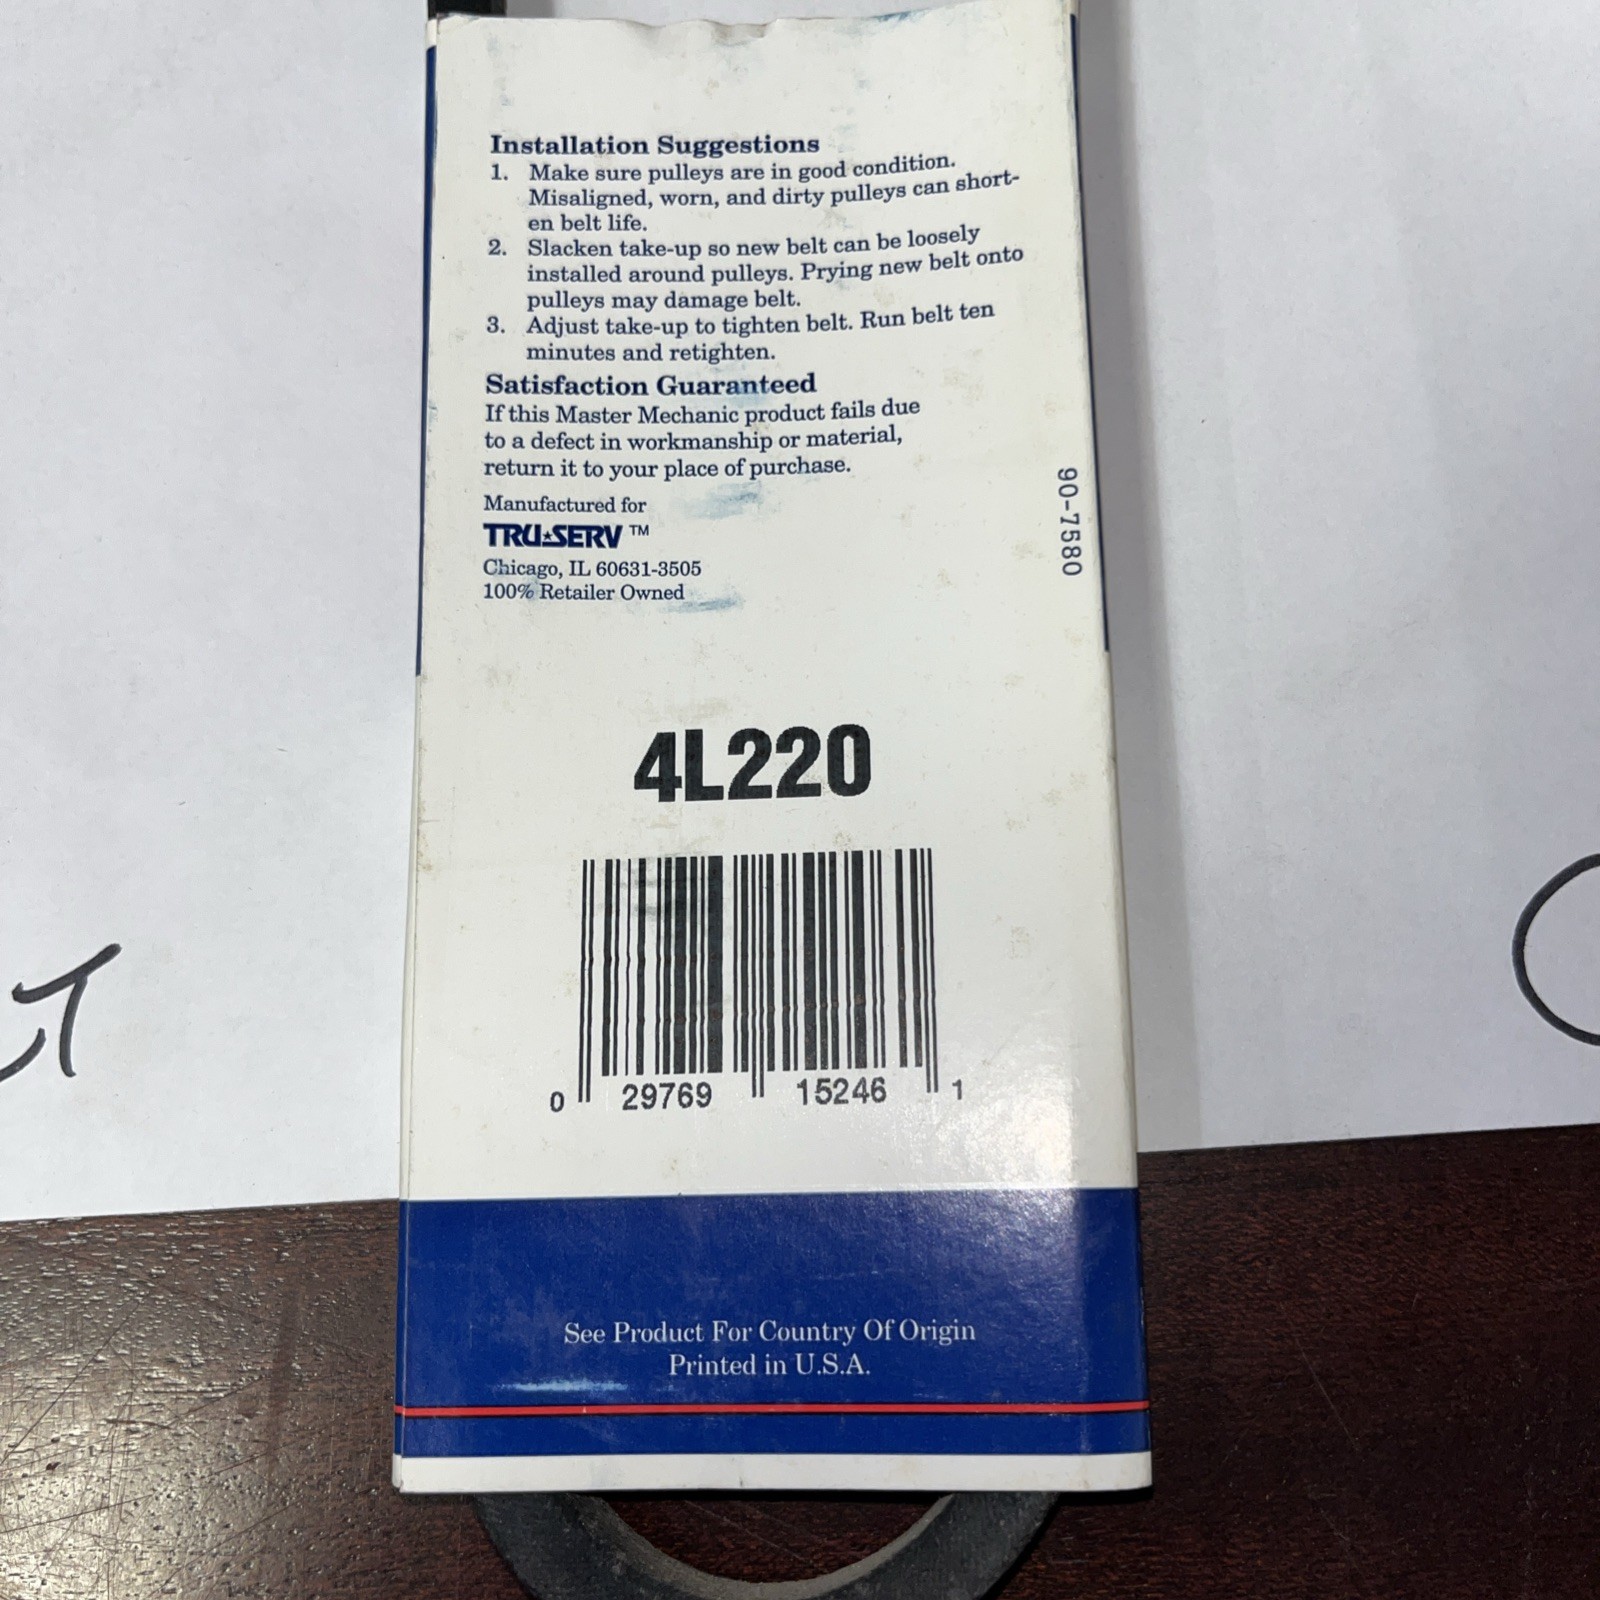 Installation Suggestions
1. Make sure pulleys are in good condition.
Misaligned, worn, and dirty pulleys can short-
en belt life.
2. Slacken take-up so new belt can be loosely
installed around pulleys. Prying new belt onto
pulleys may damage belt.
3. Adjust take-up to tighten belt. Run belt ten
minutes and retighten.
Satisfaction Guaranteed
If this Master Mechanic product fails due
to a defect in workmanship or material,
return it to your place of purchase.
Manufactured for
TRU★SERV ™
Chicago, IL 60631-3505
100% Retailer Owned
90-7580
4L220
0 29769 15246 1
See Product For Country Of Origin
Printed in U.S.A.